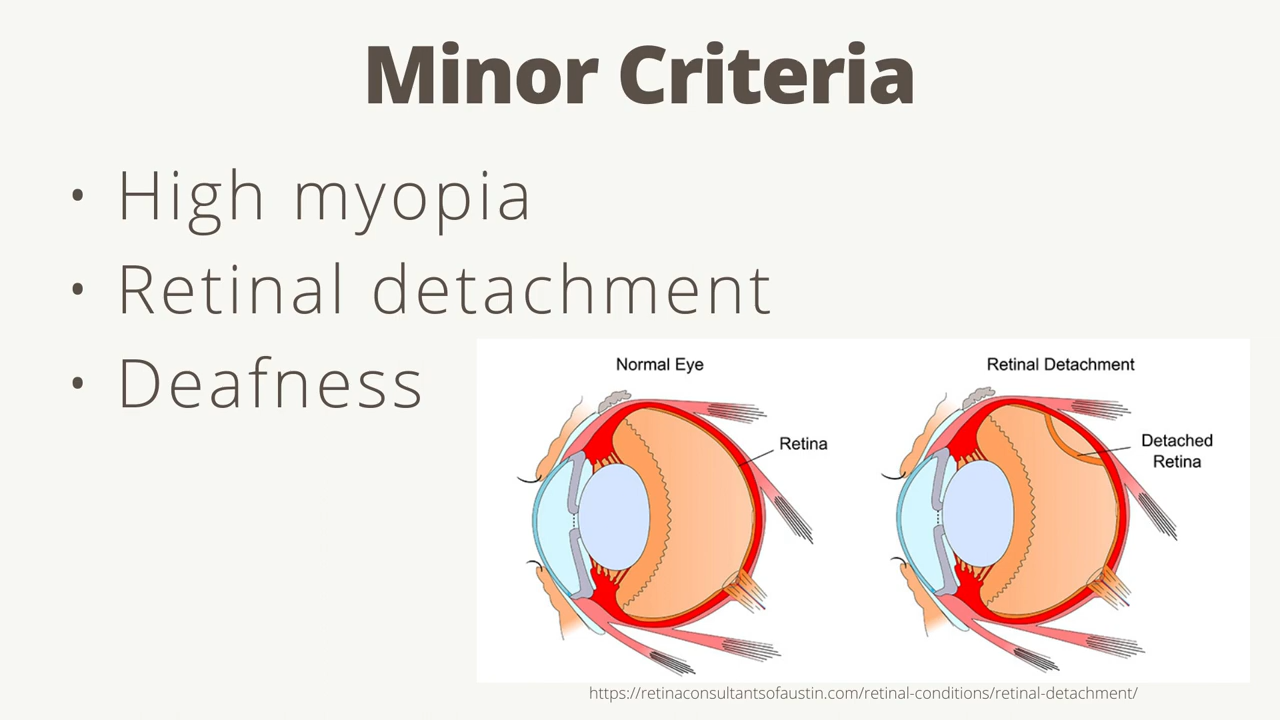 Minor Criteria
• High myopia
• Retinal detachment
• Deafness
Normal Eye
Retina
Retinal Detachment
Detached
Retina
https://retinaconsultantsofaustin.com/retinal-conditions/retinal-detachment/